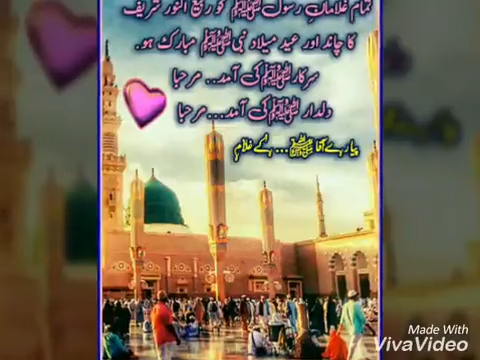 تمام غلامانِ رسول ﷺ کو ربیع النور شریف
کا چاند اور عید میلاد نبی ﷺ مبارک ہو۔
سرکار ﷺ کی آمد.. مرحبا
دلدار ﷺ کی آمد... مرحبا
پیارے آقا ﷺ ... کے غلام
Made With
VivaVideo